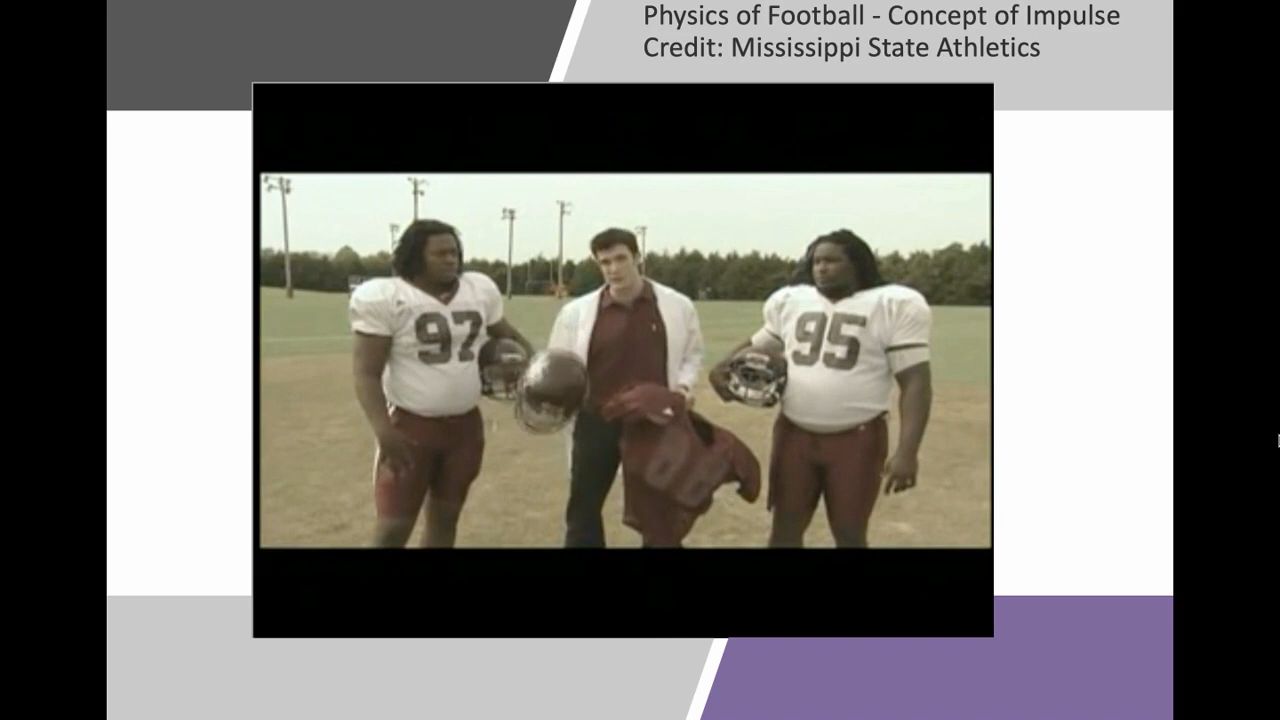 Physics of Football - Concept of Impulse
Credit: Mississippi State Athletics
97
95